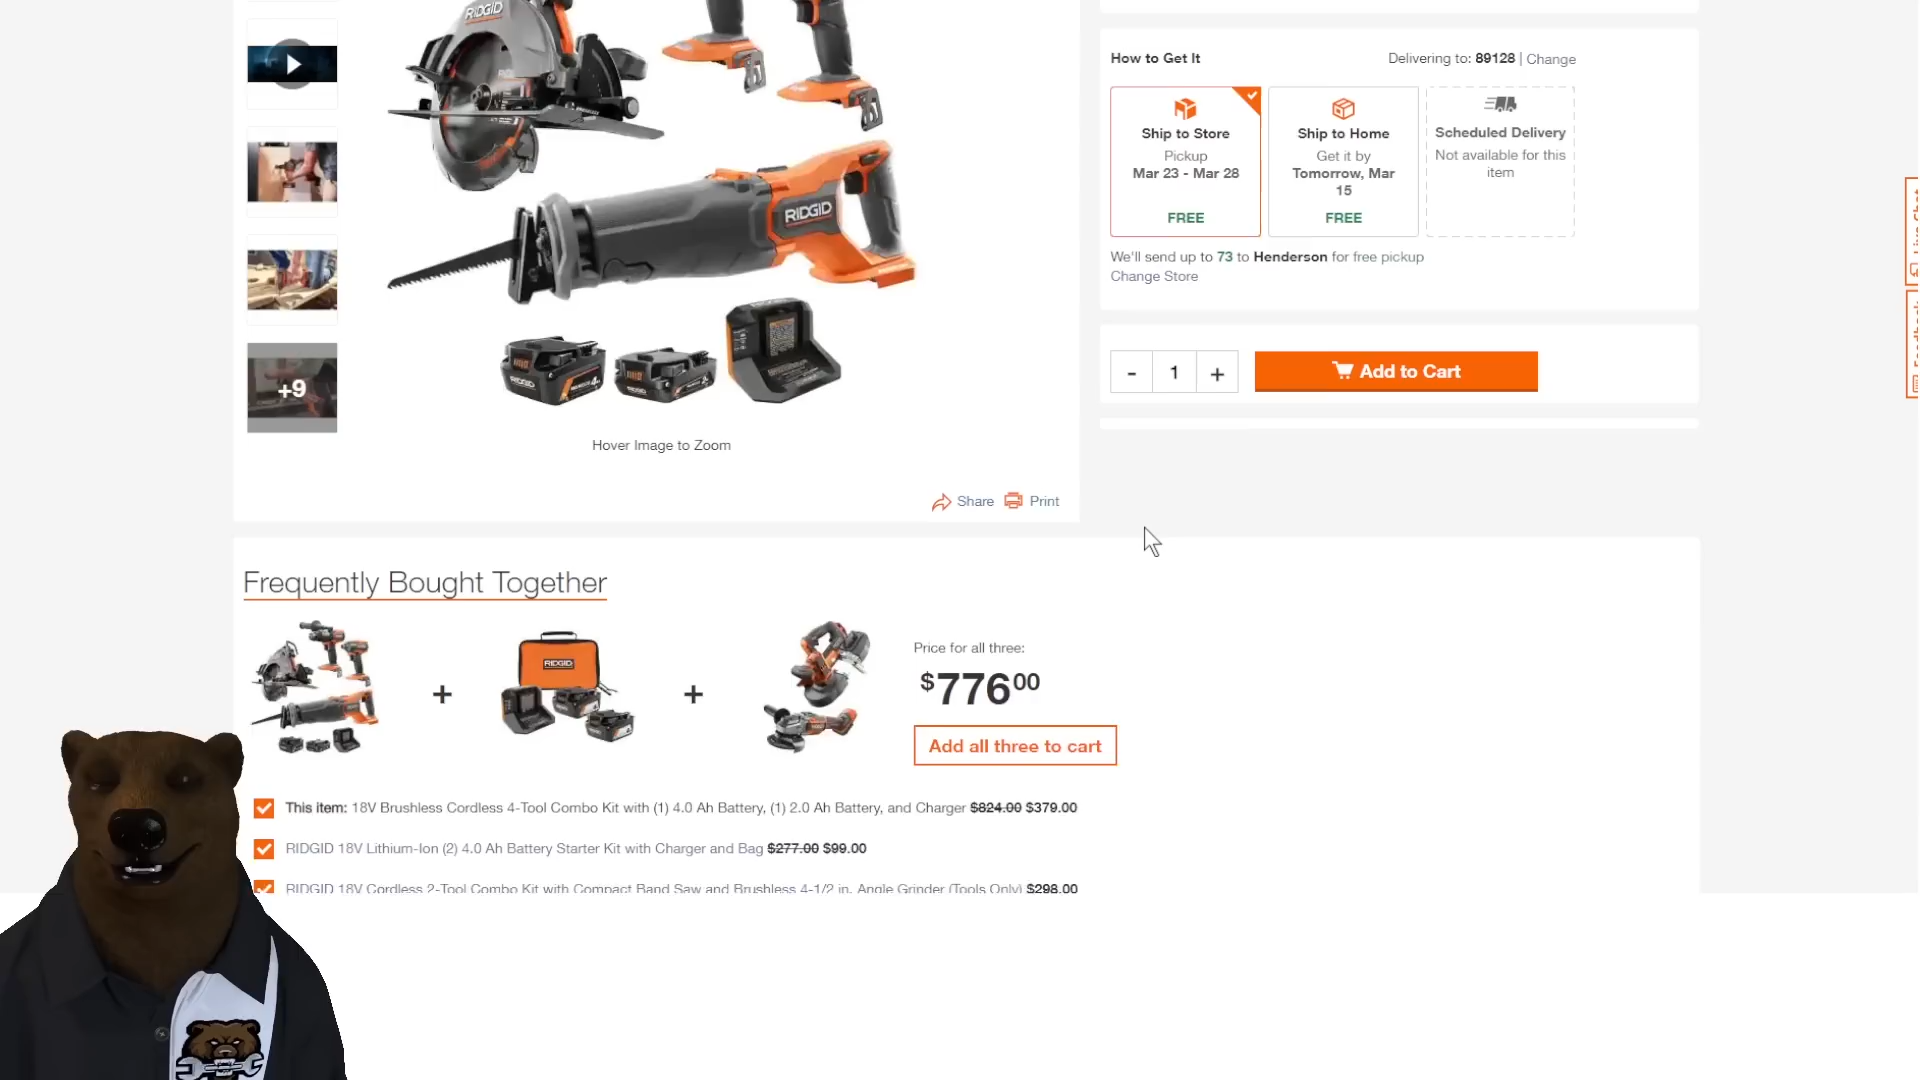 How to Get It
Delivering to: 89128 | Change
Ship to Store
Pickup
Mar 23 - Mar 28
FREE
Ship to Home
Get it by
Tomorrow, Mar
15
FREE
Scheduled Delivery
Not available for this
item
We'll send up to 73 to Henderson for free pickup
Change Store
- 1 +
Add to Cart
RIDGID
RIDGID
+9
Hover Image to Zoom
Share Print
Frequently Bought Together
RIDGID
+ +
Price for all three:
$776.00
Add all three to cart
This item: 18V Brushless Cordless 4-Tool Combo Kit with (1) 4.0 Ah Battery, (1) 2.0 Ah Battery, and Charger $824.00 $379.00
RIDGID 18V Lithium-Ion (2) 4.0 Ah Battery Starter Kit with Charger and Bag $277.00 $99.00
RIDGID 18V Cordless 2-Tool Combo Kit with Compact Band Saw and Brushless 4-1/2 in. Angle Grinder (Tools Only) $298.00